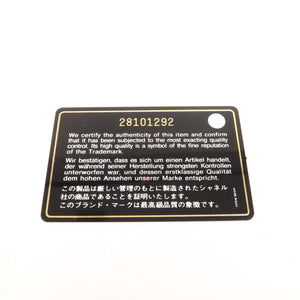 28101292
We certify the authenticity of this item and confirm
that it has been subjected to the most exacting quality
control. Its high quality is a symbol of the fine reputation
of the Trademark.
Wir bestätigen, dass es sich um einen Artikel handelt,
der während seiner Herstellung strengsten Kontrollen
unterworfen war, und dessen erstklassige Qualität
dem hohen Ansehen unserer Marke entspricht.
この製品は厳しい管理のもとに製造されたシャネル
社の商品であることを証明いたします。
このブランド・マークは最高級品質の象徴です。